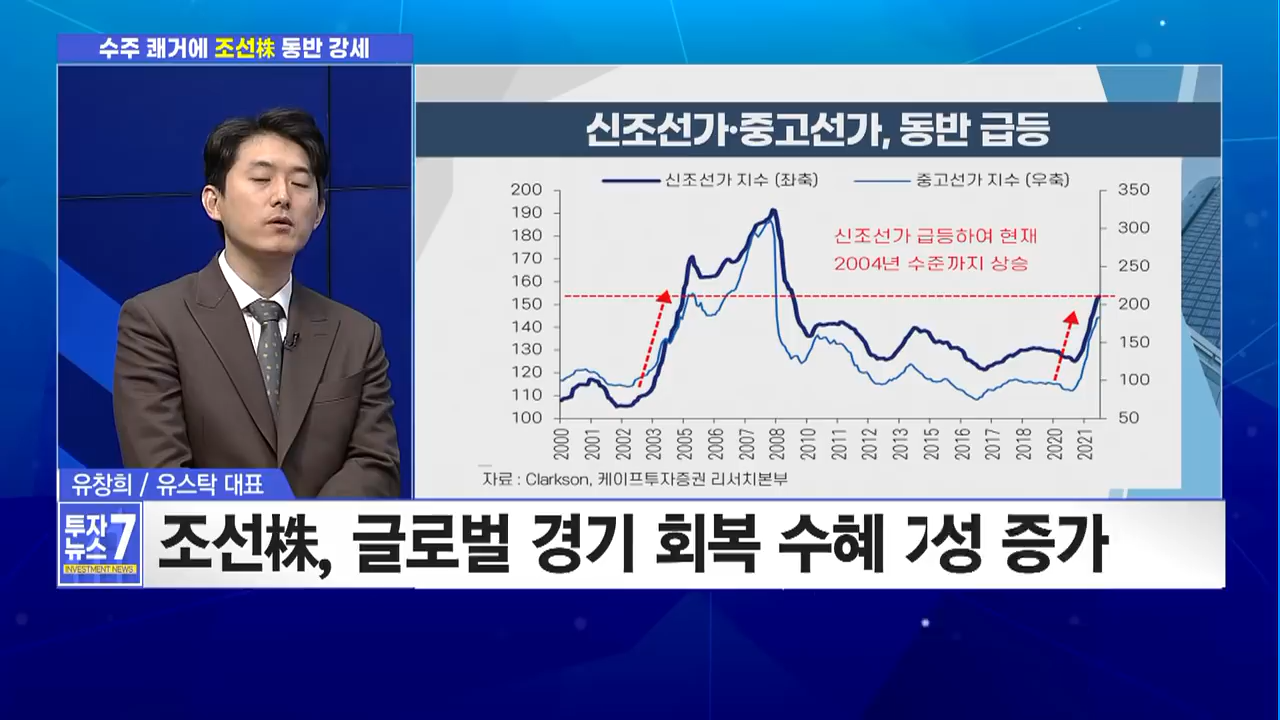 수주 쾌거에 조선株 동반 강세
신조선가·중고선가, 동반 급등
신조선가 지수 (좌축) 중고선가 지수 (우축)
200 350
190
180 300
170
160 250
150 200
140
130 150
120 100
110
100 50
신조선가 급등하여 현재
2004년 수준까지 상승
2000 2001 2002 2003 2005 2006 2007 2008 2010 2011 2012 2013 2015 2016 2017 2018 2020 2021
자료 : Clarkson, 케이프투자증권 리서치본부
유창희 / 유스탁 대표
투자
뉴스 7
INVESTMENT NEWS
조선株, 글로벌 경기 회복 수혜 성 증가